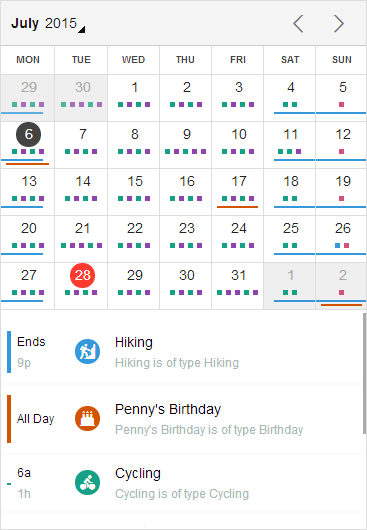 July 2015
MON TUE WED THU FRI SAT SUN
29 30 1 2 3 4 5
6 7 8 9 10 11 12
13 14 15 16 17 18 19
20 21 22 23 24 25 26
27 28 29 30 31 1 2
Ends Hiking
9p Hiking is of type Hiking
All Day Penny's Birthday
Penny's Birthday is of type Birthday
6a Cycling
1h Cycling is of type Cycling